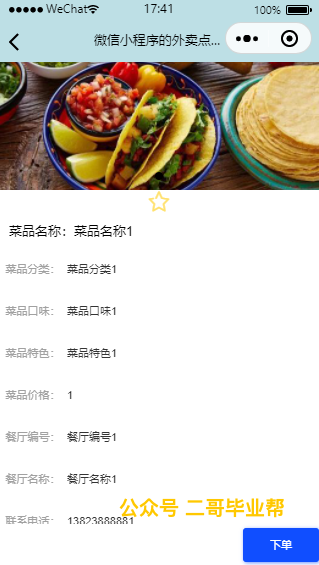 WeChat 17:41 100%
微信小程序的外卖点...
菜品名称：菜品名称1
菜品分类： 菜品分类1
菜品口味： 菜品口味1
菜品特色： 菜品特色1
菜品价格： 1
餐厅编号： 餐厅编号1
餐厅名称： 餐厅名称1
公众号 二哥毕业帮
联系电话： 13823888881
下单